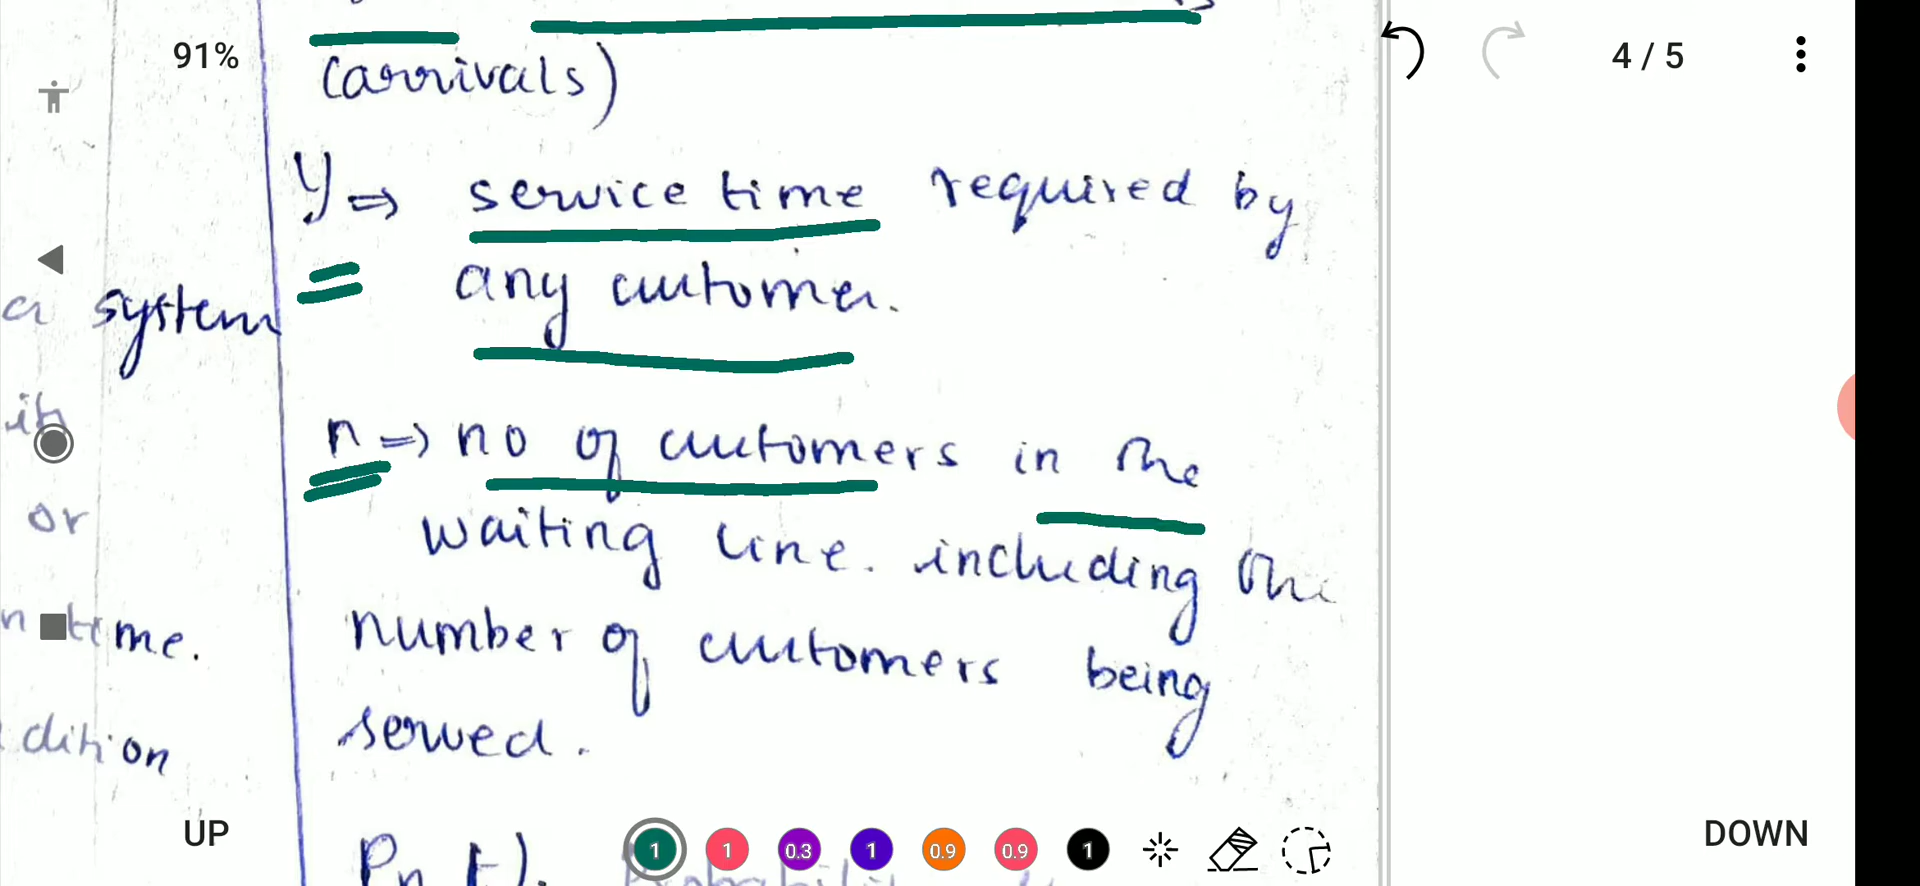 91%
4 / 5
(arrivals)
y ⇒ service time required by
any customer.
a system
n ⇒ no of customers in the
waiting line. including the
or
number of customers being
n time.
served.
dition
UP
DOWN
Pn t).
1 1 0.3 1 0.9 0.9 1